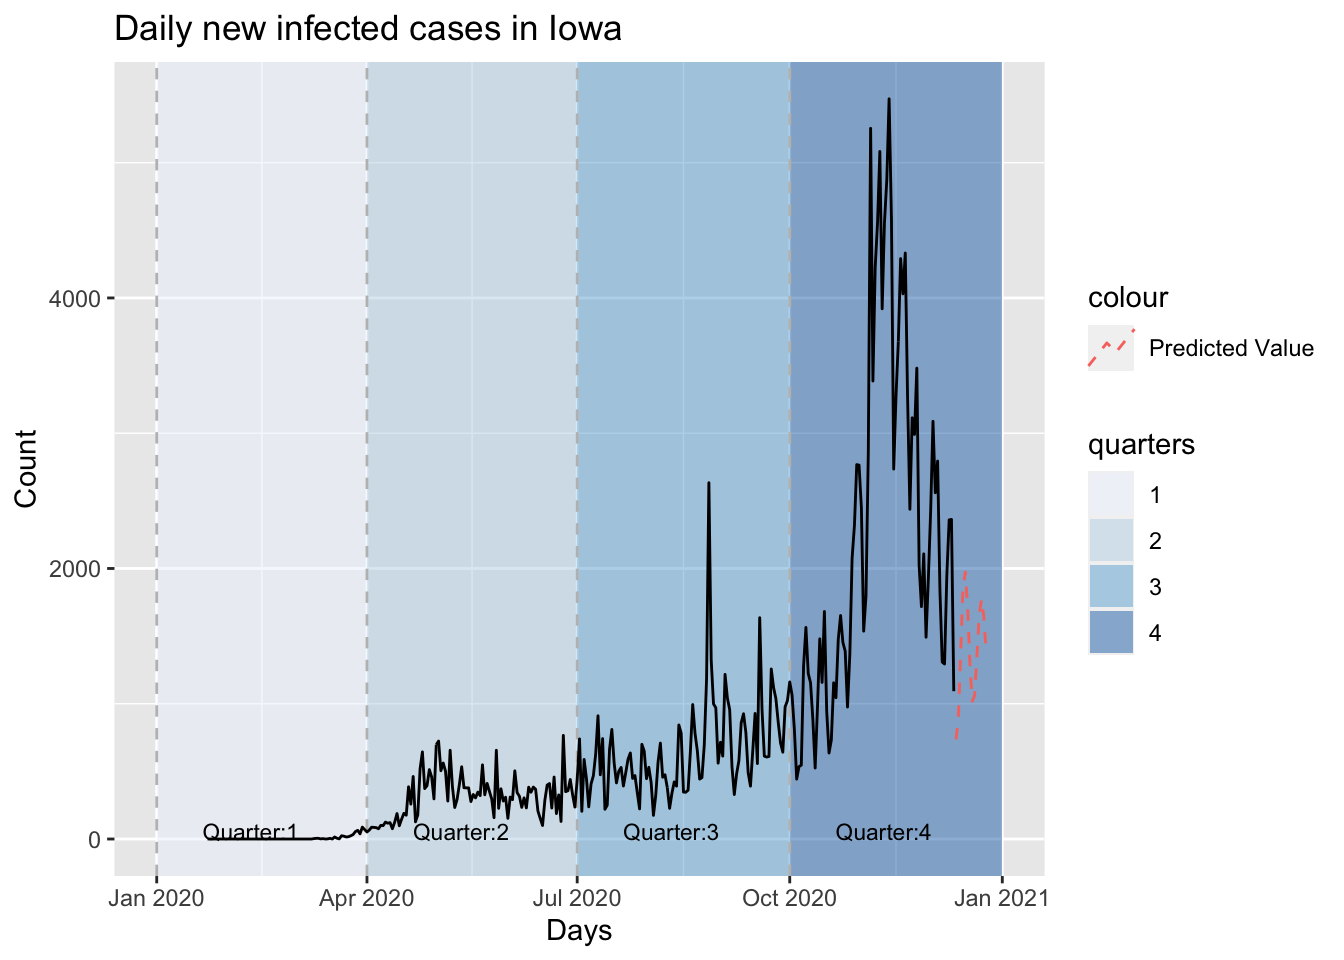 Daily new infected cases in Iowa
Count
4000
2000
0
Quarter:1
Quarter:2
Quarter:3
Quarter:4
Jan 2020
Apr 2020
Jul 2020
Oct 2020
Jan 2021
Days
colour
Predicted Value
quarters
1
2
3
4